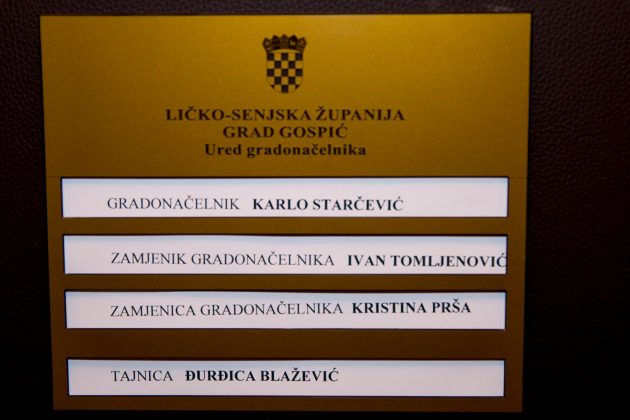 LIČKO-SENJSKA ŽUPANIJA
GRAD GOSPIĆ
Ured gradonačelnika
GRADONAČELNIK KARLO STARČEVIĆ
ZAMJENIK GRADONAČELNIKA IVAN TOMLJENOVIĆ
ZAMJENICA GRADONAČELNIKA KRISTINA PRŠA
TAJNICA ĐURĐICA BLAŽEVIĆ